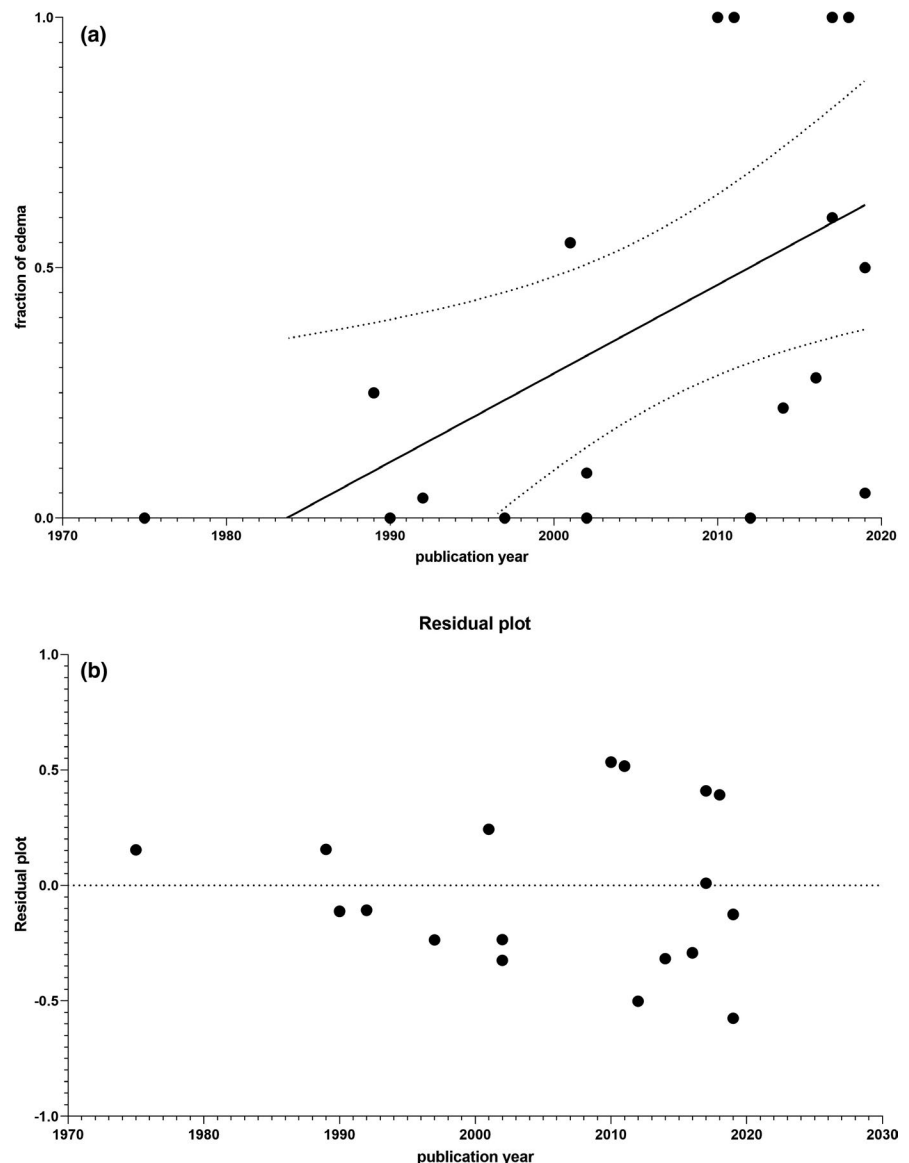 (a)
1.0
0.5
0.0
fraction of edema
1970 1980 1990 2000 2010 2020
publication year
Residual plot
(b)
1.0
0.5
0.0
-0.5
-1.0
Residual plot
1970 1980 1990 2000 2010 2020 2030
publication year